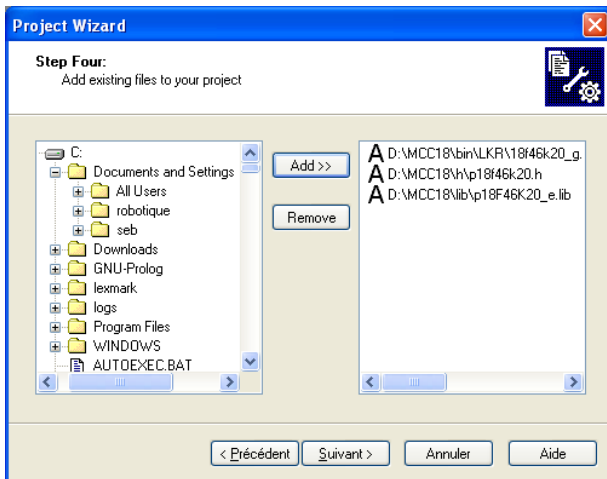 Project Wizard
Step Four:
Add existing files to your project
C:
Documents and Settings
All Users
robotique
seb
Downloads
GNU-Prolog
lexmark
logs
Program Files
WINDOWS
AUTOEXEC.BAT
Add >>
Remove
A D:\MCC18\bin\LKR\18f46k20_g.
A D:\MCC18\h\p18f46k20.h
A D:\MCC18\lib\p18F46K20_e.lib
< Précédent
Suivant >
Annuler
Aide